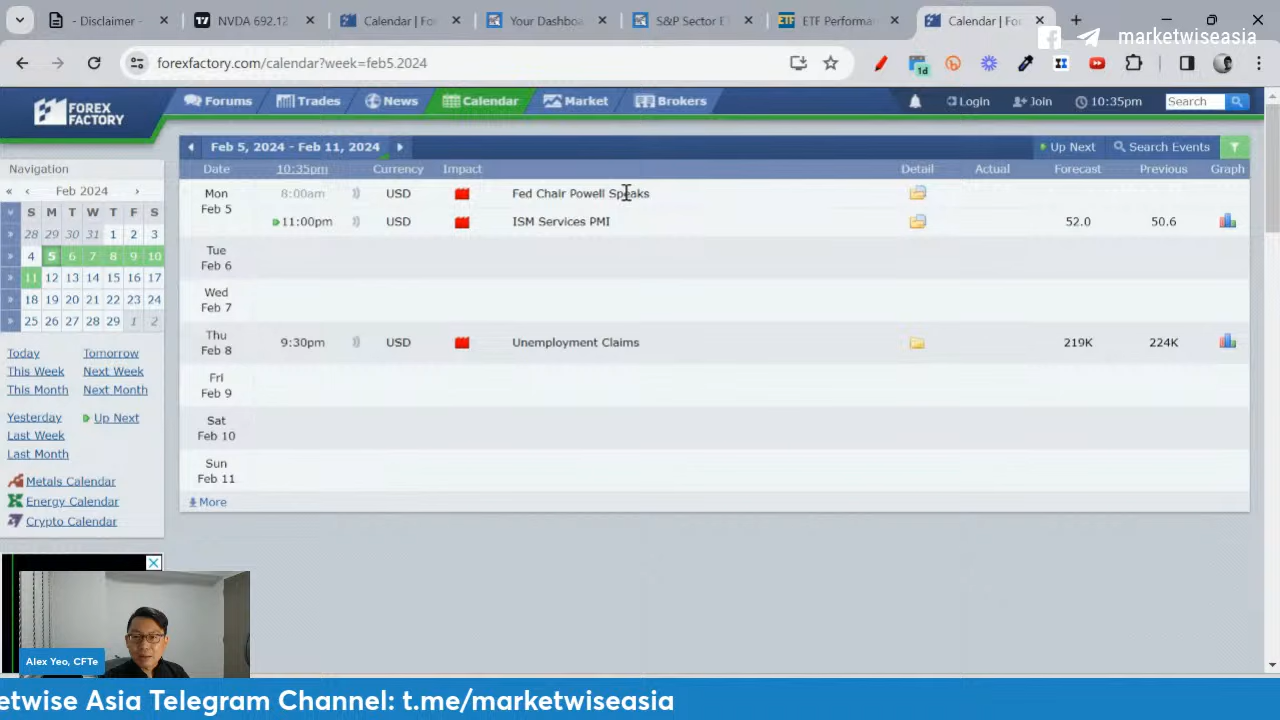 - Disclaimer -
NVDA 692.12
Calendar | Fo
Your Dashbo
S&P Sector E
ETF Performa
Calendar | Fo
marketwiseasia
forexfactory.com/calendar?week=feb5.2024
1d
FOREX
FACTORY
Forums
Trades
News
Calendar
Market
Brokers
Login
Join
10:35pm
Search
Navigation
« ‹ Feb 2024 ›
S M T W T F S
28 29 30 31 1 2 3
4 5 6 7 8 9 10
11 12 13 14 15 16 17
18 19 20 21 22 23 24
25 26 27 28 29 1 2
Today Tomorrow
This Week Next Week
This Month Next Month
Yesterday Up Next
Last Week
Last Month
Metals Calendar
Energy Calendar
Crypto Calendar
Feb 5, 2024 - Feb 11, 2024
Up Next Search Events
Date 10:35pm Currency Impact Detail Actual Forecast Previous Graph
Mon
Feb 5
8:00am USD Fed Chair Powell Speaks
11:00pm USD ISM Services PMI 52.0 50.6
Tue
Feb 6
Wed
Feb 7
Thu
Feb 8
9:30pm USD Unemployment Claims 219K 224K
Fri
Feb 9
Sat
Feb 10
Sun
Feb 11
More
Alex Yeo, CFTe
etwise Asia Telegram Channel: t.me/marketwiseasia